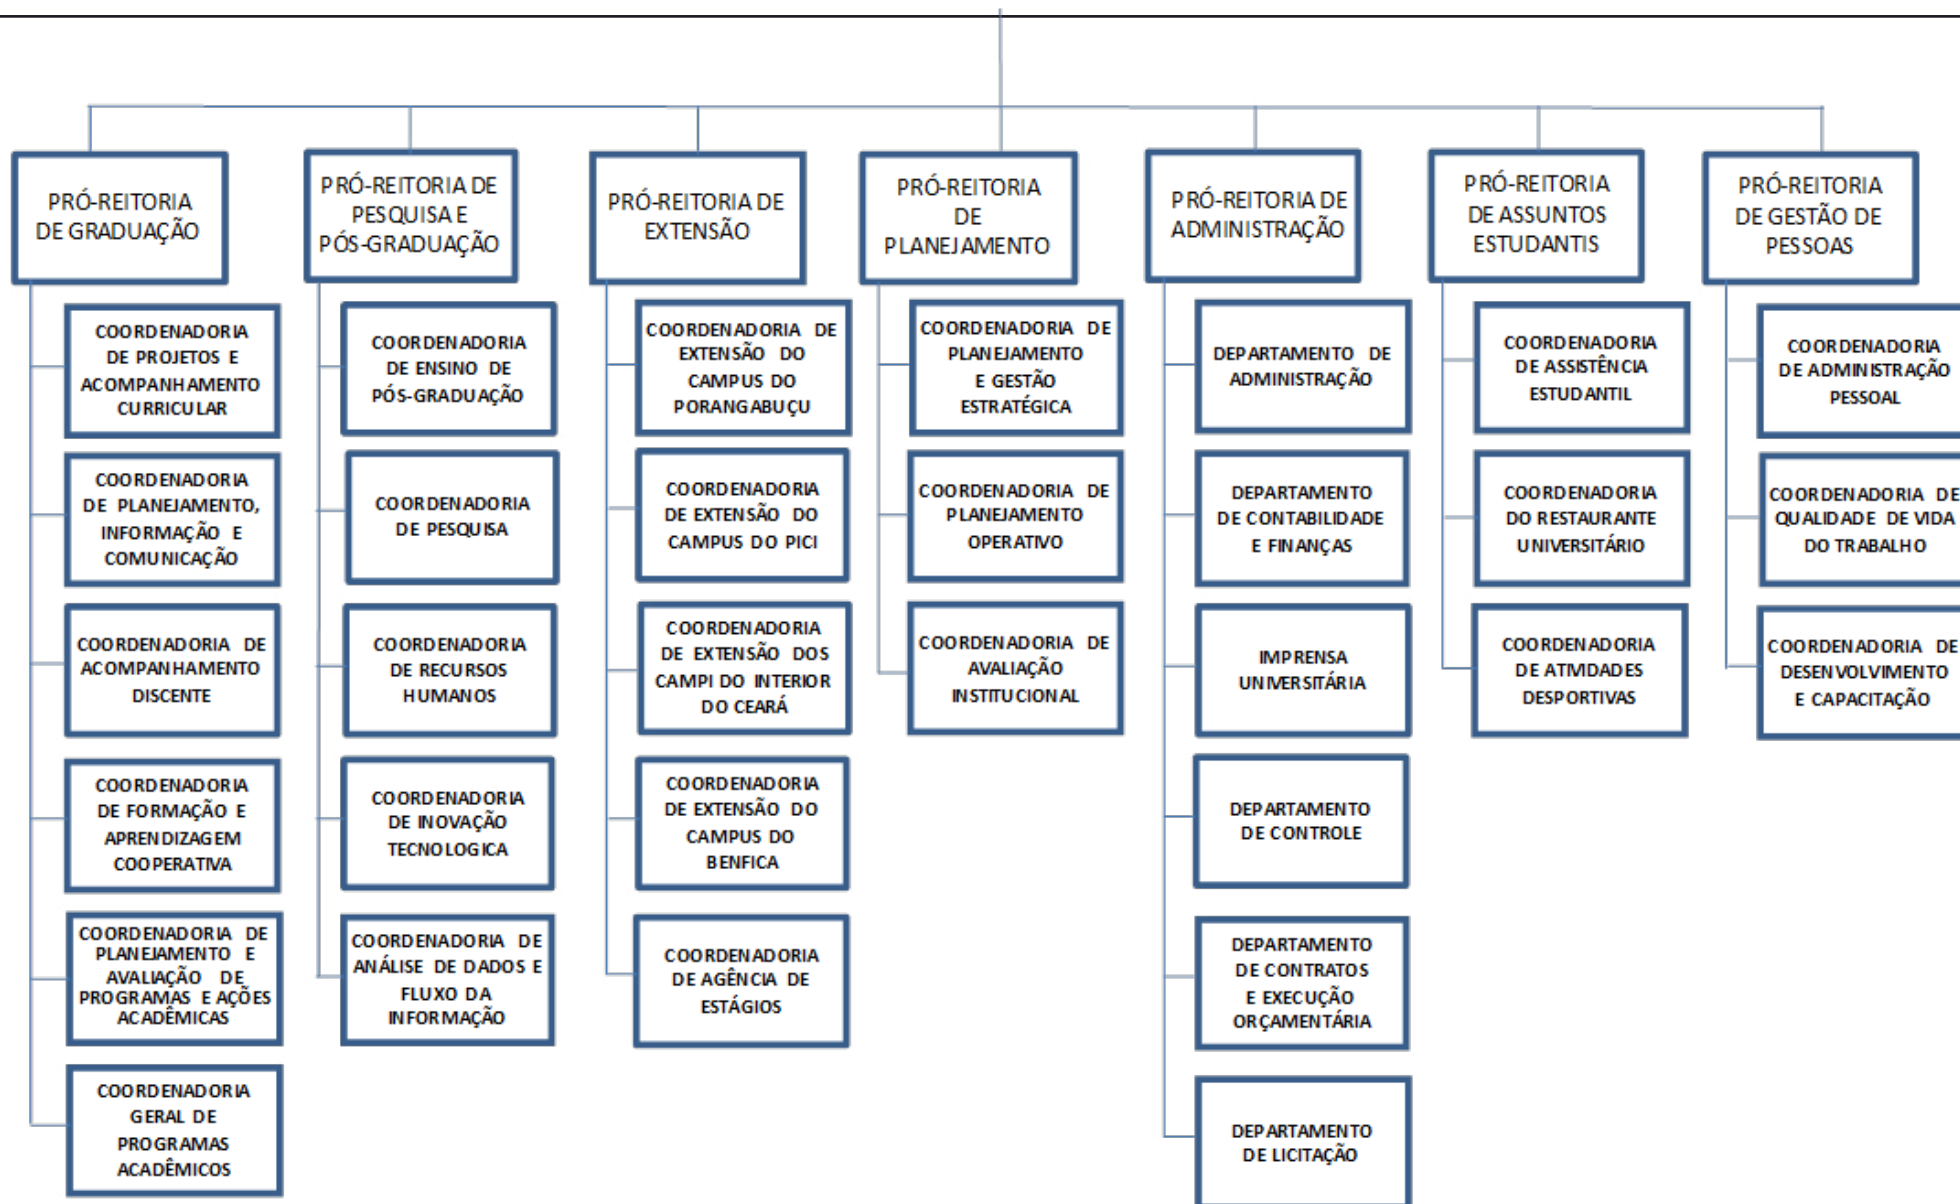 PRÓ-REITORIA
DE GRADUAÇÃO
COORDENADORIA
DE PROJETOS E
ACOMPANHAMENTO
CURRICULAR
COORDENADORIA
DE PLANEJAMENTO,
INFORMAÇÃO E
COMUNICAÇÃO
COORDENADORIA DE
ACOMPANHAMENTO
DISCENTE
COORDENADORIA
DE FORMAÇÃO E
APRENDIZAGEM
COOPERATIVA
COORDENADORIA DE
PLANEJAMENTO E
AVALIAÇÃO DE
PROGRAMAS E AÇÕES
ACADÊMICAS
COORDENADORIA
GERAL DE
PROGRAMAS
ACADÊMICOS
PRÓ-REITORIA DE
PESQUISA E
PÓS-GRADUAÇÃO
COORDENADORIA
DE ENSINO DE
PÓS-GRADUAÇÃO
COORDENADORIA
DE PESQUISA
COORDENADORIA
DE RECURSOS
HUMANOS
COORDENADORIA
DE INOVAÇÃO
TECNOLOGICA
COORDENADORIA DE
ANÁLISE DE DADOS E
FLUXO DA
INFORMAÇÃO
PRÓ-REITORIA DE
EXTENSÃO
COORDENADORIA DE
EXTENSÃO DO
CAMPUS DO
PORANGABUÇU
COORDENADORIA
DE EXTENSÃO DO
CAMPUS DO PICI
COORDENADORIA
DE EXTENSÃO DOS
CAMPI DO INTERIOR
DO CEARÁ
COORDENADORIA
DE EXTENSÃO DO
CAMPUS DO
BENFICA
COORDENADORIA
DE AGÊNCIA DE
ESTÁGIOS
PRÓ-REITORIA
DE
PLANEJAMENTO
COORDENADORIA DE
PLANEJAMENTO
E GESTÃO
ESTRATÉGICA
COORDENADORIA DE
PLANEJAMENTO
OPERATIVO
COORDENADORIA DE
AVALIAÇÃO
INSTITUCIONAL
PRÓ-REITORIA DE
ADMINISTRAÇÃO
DEPARTAMENTO DE
ADMINISTRAÇÃO
DEPARTAMENTO
DE CONTABILIDADE
E FINANÇAS
IMPRENSA
UNIVERSITÁRIA
DEPARTAMENTO
DE CONTROLE
DEPARTAMENTO
DE CONTRATOS
E EXECUÇÃO
ORÇAMENTÁRIA
DEPARTAMENTO
DE LICITAÇÃO
PRÓ-REITORIA
DE ASSUNTOS
ESTUDANTIS
COORDENADORIA
DE ASSISTÊNCIA
ESTUDANTIL
COORDENADORIA
DO RESTAURANTE
UNIVERSITÁRIO
COORDENADORIA
DE ATIVIDADES
DESPORTIVAS
PRÓ-REITORIA
DE GESTÃO DE
PESSOAS
COORDENADORIA
DE ADMINISTRAÇÃO
PESSOAL
COORDENADORIA DE
QUALIDADE DE VIDA
DO TRABALHO
COORDENADORIA DE
DESENVOLVIMENTO
E CAPACITAÇÃO